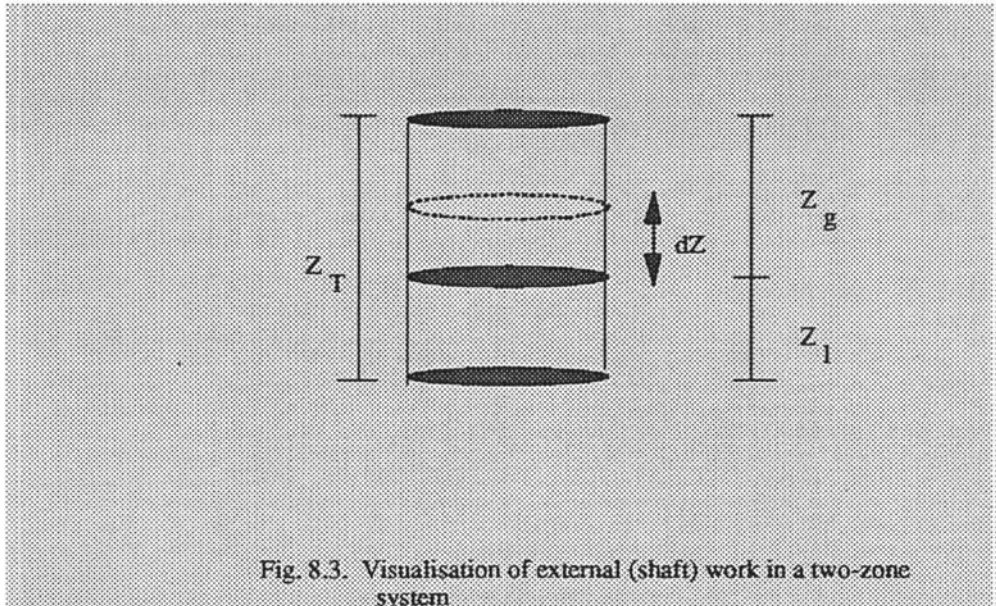 Z T
dZ
Z g
Z l
Fig. 8.3. Visualisation of external (shaft) work in a two-zone
system